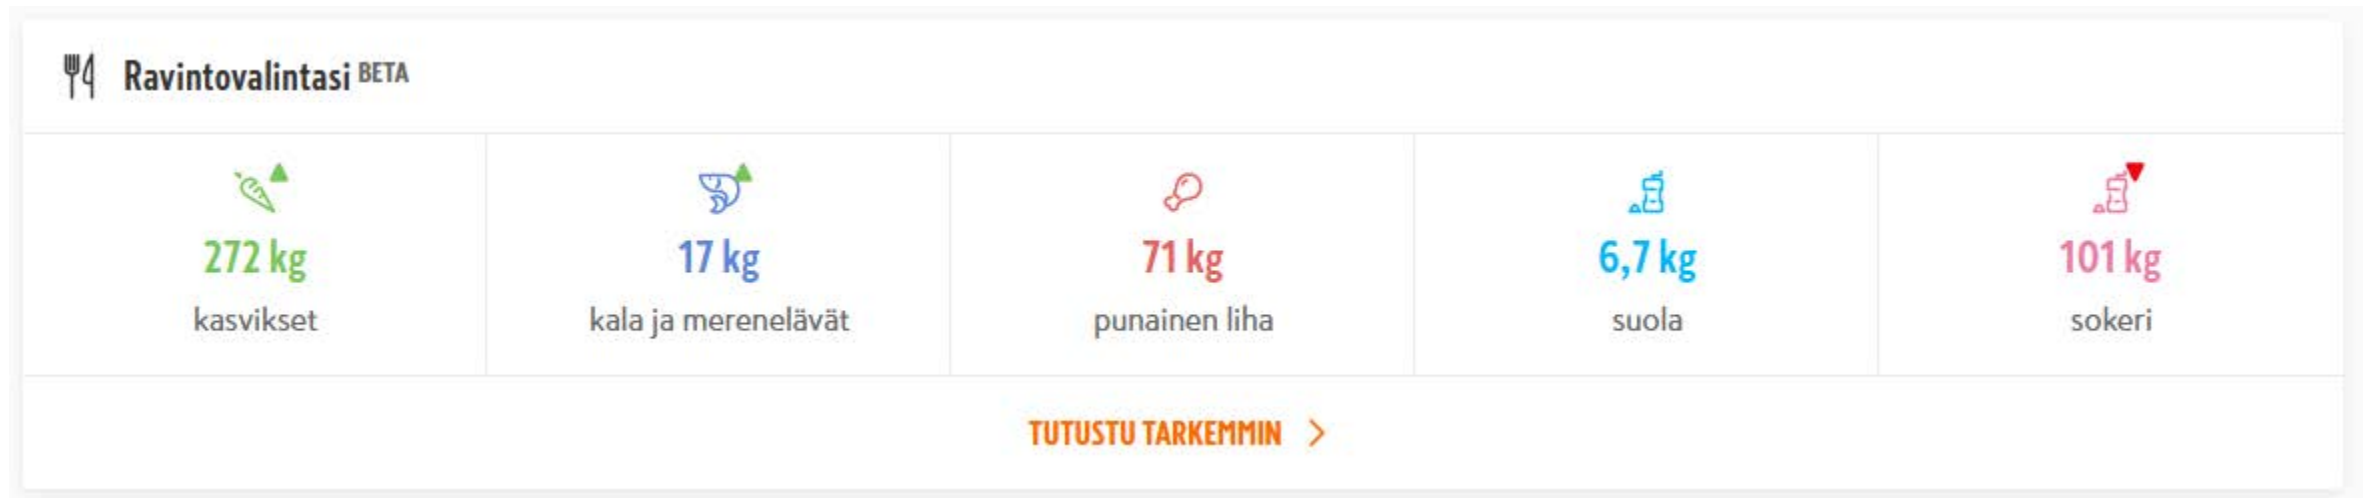 Ravintovalintasi BETA
272 kg
kasvikset
17 kg
kala ja merenelävät
71 kg
punainen liha
6,7 kg
suola
101 kg
sokeri
TUTUSTU TARKEMMIN